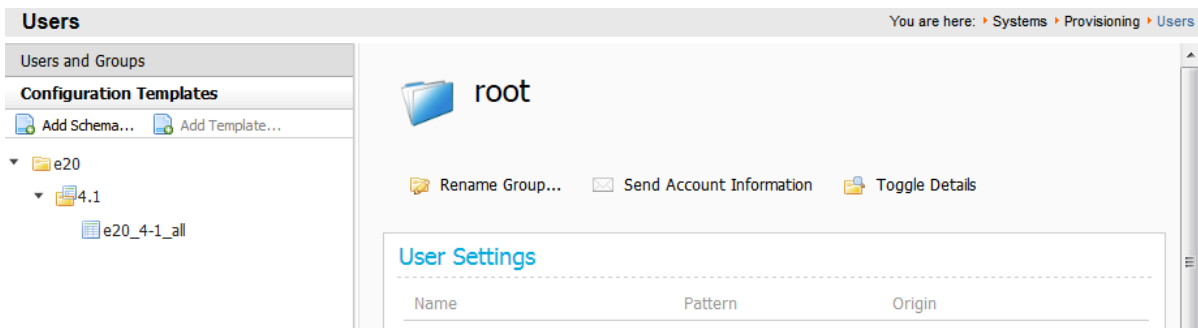 Users
You are here: Systems Provisioning Users
Users and Groups
Configuration Templates
Add Schema... Add Template...
e20
4.1
e20_4-1_all
root
Rename Group... Send Account Information Toggle Details
User Settings
Name Pattern Origin